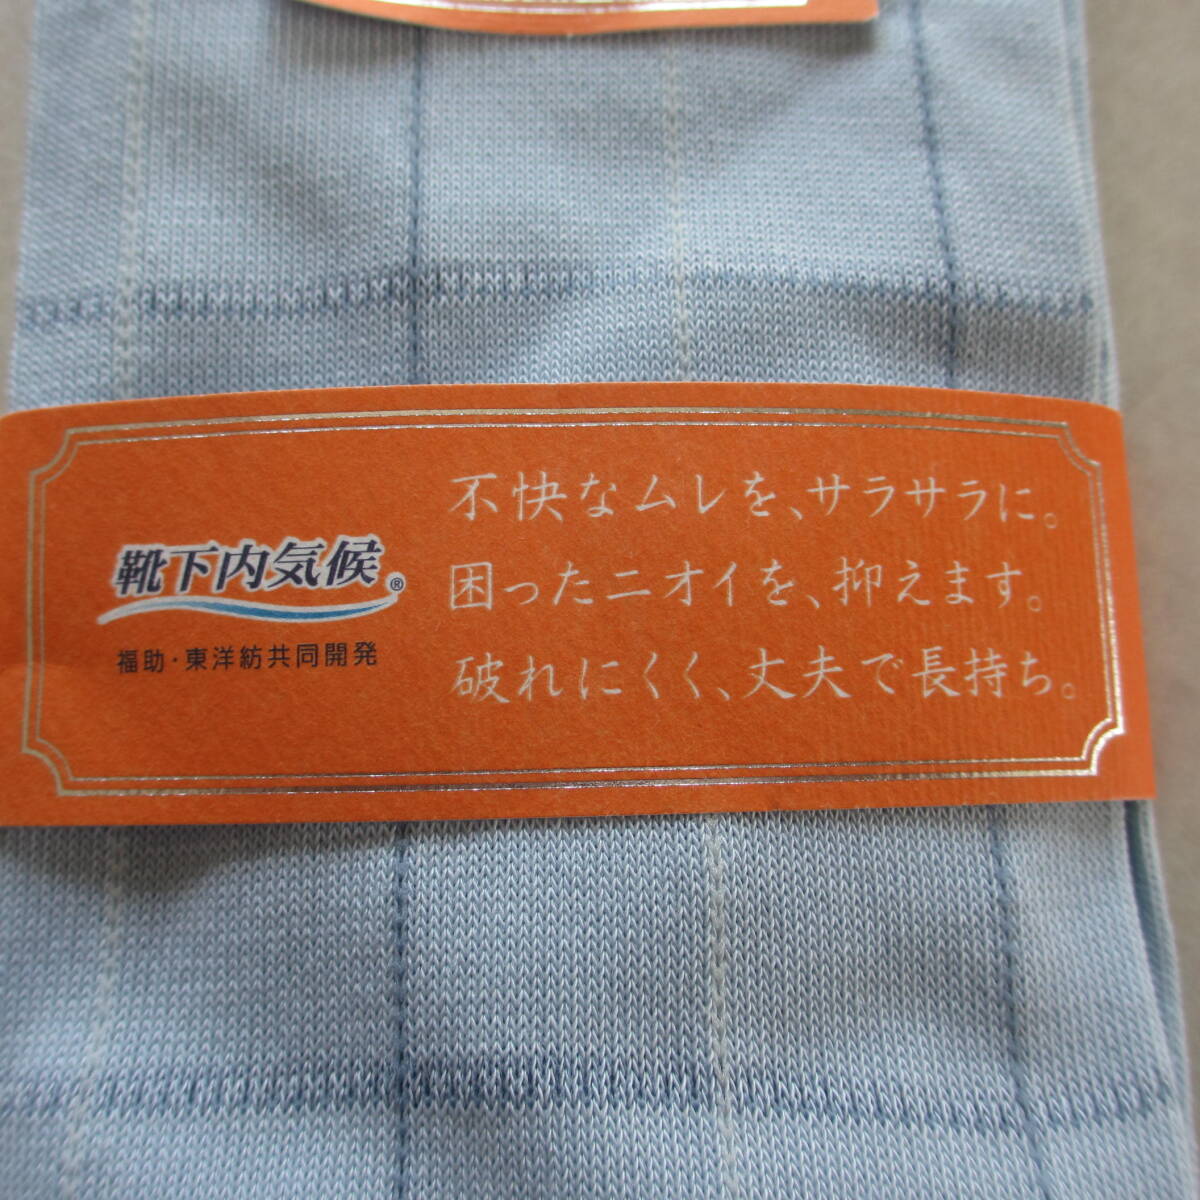 靴下内気候®
福助・東洋紡共同開発
不快なムレを、サラサラに。
困ったニオイを、抑えます。
破れにくく、丈夫で長持ち。